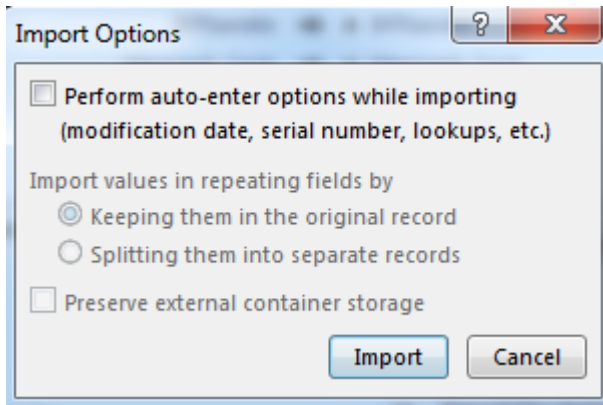 Import Options
?
Perform auto-enter options while importing
(modification date, serial number, lookups, etc.)
Import values in repeating fields by
Keeping them in the original record
Splitting them into separate records
Preserve external container storage
Import Cancel